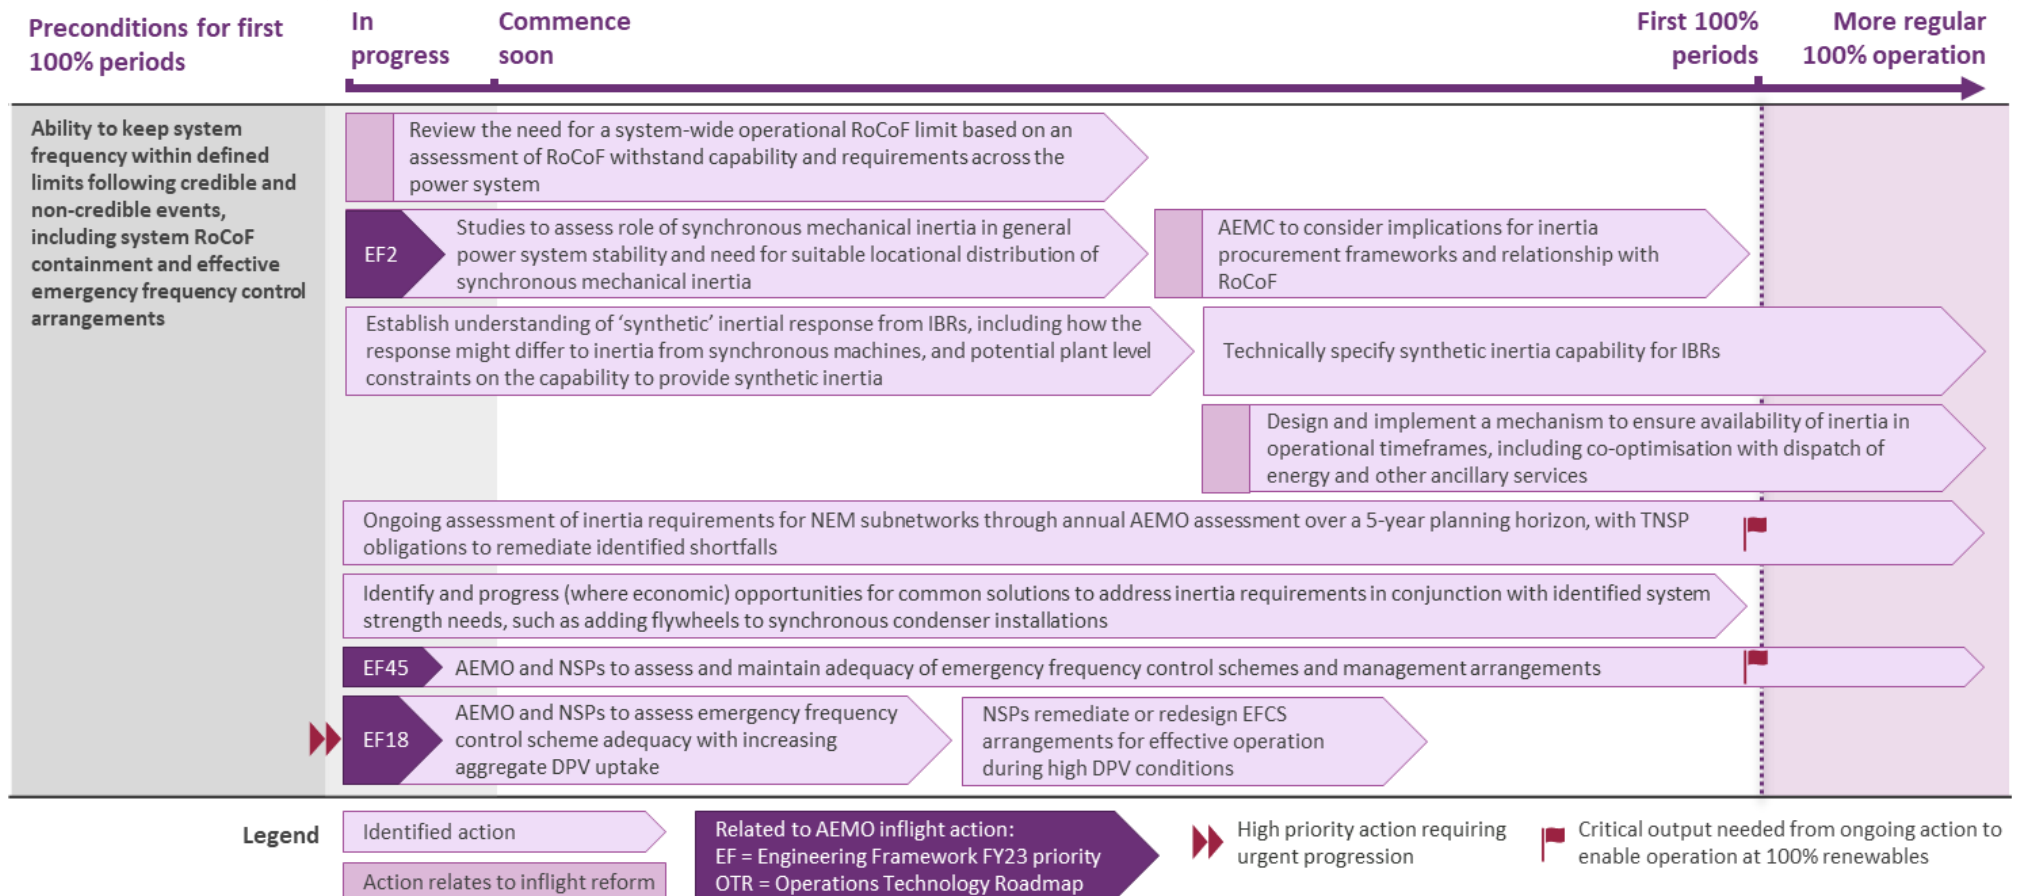 Preconditions for first
100% periods
In
progress
Commence
soon
First 100%
periods
More regular
100% operation
Ability to keep system
frequency within defined
limits following credible and
non-credible events,
including system RoCoF
containment and effective
emergency frequency control
arrangements
Review the need for a system-wide operational RoCoF limit based on an
assessment of RoCoF withstand capability and requirements across the
power system
EF2
Studies to assess role of synchronous mechanical inertia in general
power system stability and need for suitable locational distribution of
synchronous mechanical inertia
AEMC to consider implications for inertia
procurement frameworks and relationship with
RoCoF
Establish understanding of ‘synthetic’ inertial response from IBRs, including how the
response might differ to inertia from synchronous machines, and potential plant level
constraints on the capability to provide synthetic inertia
Technically specify synthetic inertia capability for IBRs
Design and implement a mechanism to ensure availability of inertia in
operational timeframes, including co-optimisation with dispatch of
energy and other ancillary services
Ongoing assessment of inertia requirements for NEM subnetworks through annual AEMO assessment over a 5-year planning horizon, with TNSP
obligations to remediate identified shortfalls
Identify and progress (where economic) opportunities for common solutions to address inertia requirements in conjunction with identified system
strength needs, such as adding flywheels to synchronous condenser installations
EF45
AEMO and NSPs to assess and maintain adequacy of emergency frequency control schemes and management arrangements
EF18
AEMO and NSPs to assess emergency frequency
control scheme adequacy with increasing
aggregate DPV uptake
NSPs remediate or redesign EFCS
arrangements for effective operation
during high DPV conditions
Legend
Identified action
Action relates to inflight reform
Related to AEMO inflight action:
EF = Engineering Framework FY23 priority
OTR = Operations Technology Roadmap
High priority action requiring
urgent progression
Critical output needed from ongoing action to
enable operation at 100% renewables